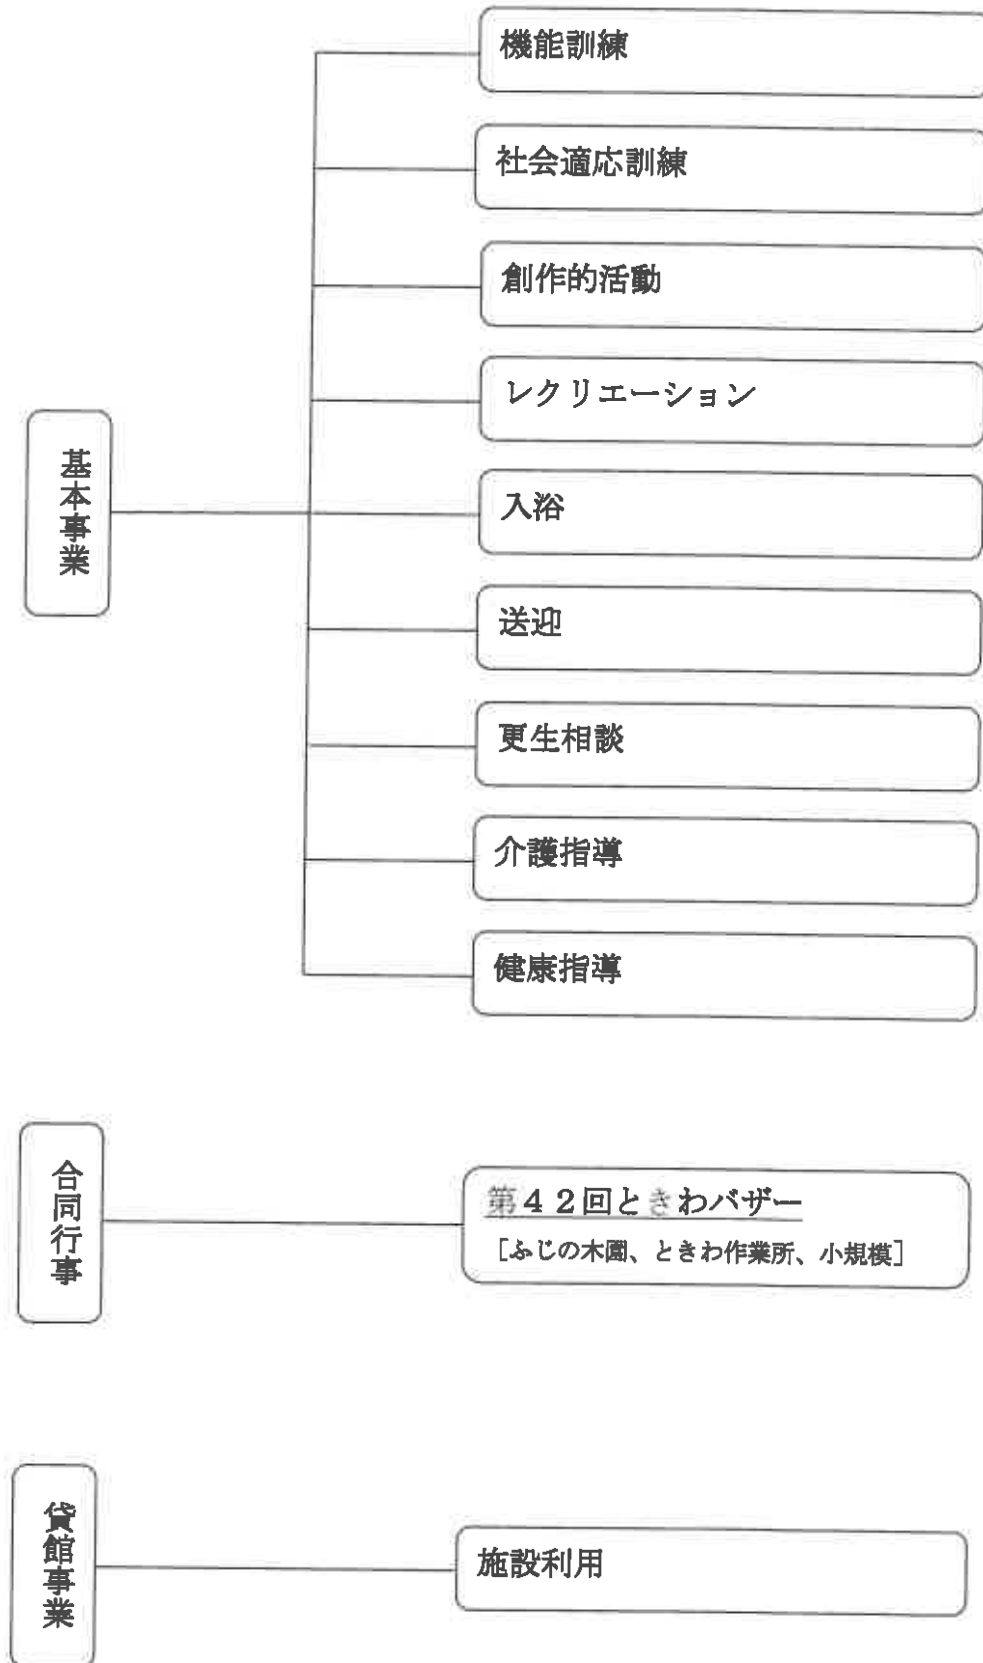 基本事業
機能訓練
社会適応訓練
創作的活動
レクリエーション
入浴
送迎
更生相談
介護指導
健康指導
合同行事
第42回ときわバザー
[ふじの木園、ときわ作業所、小規模]
貸館事業
施設利用